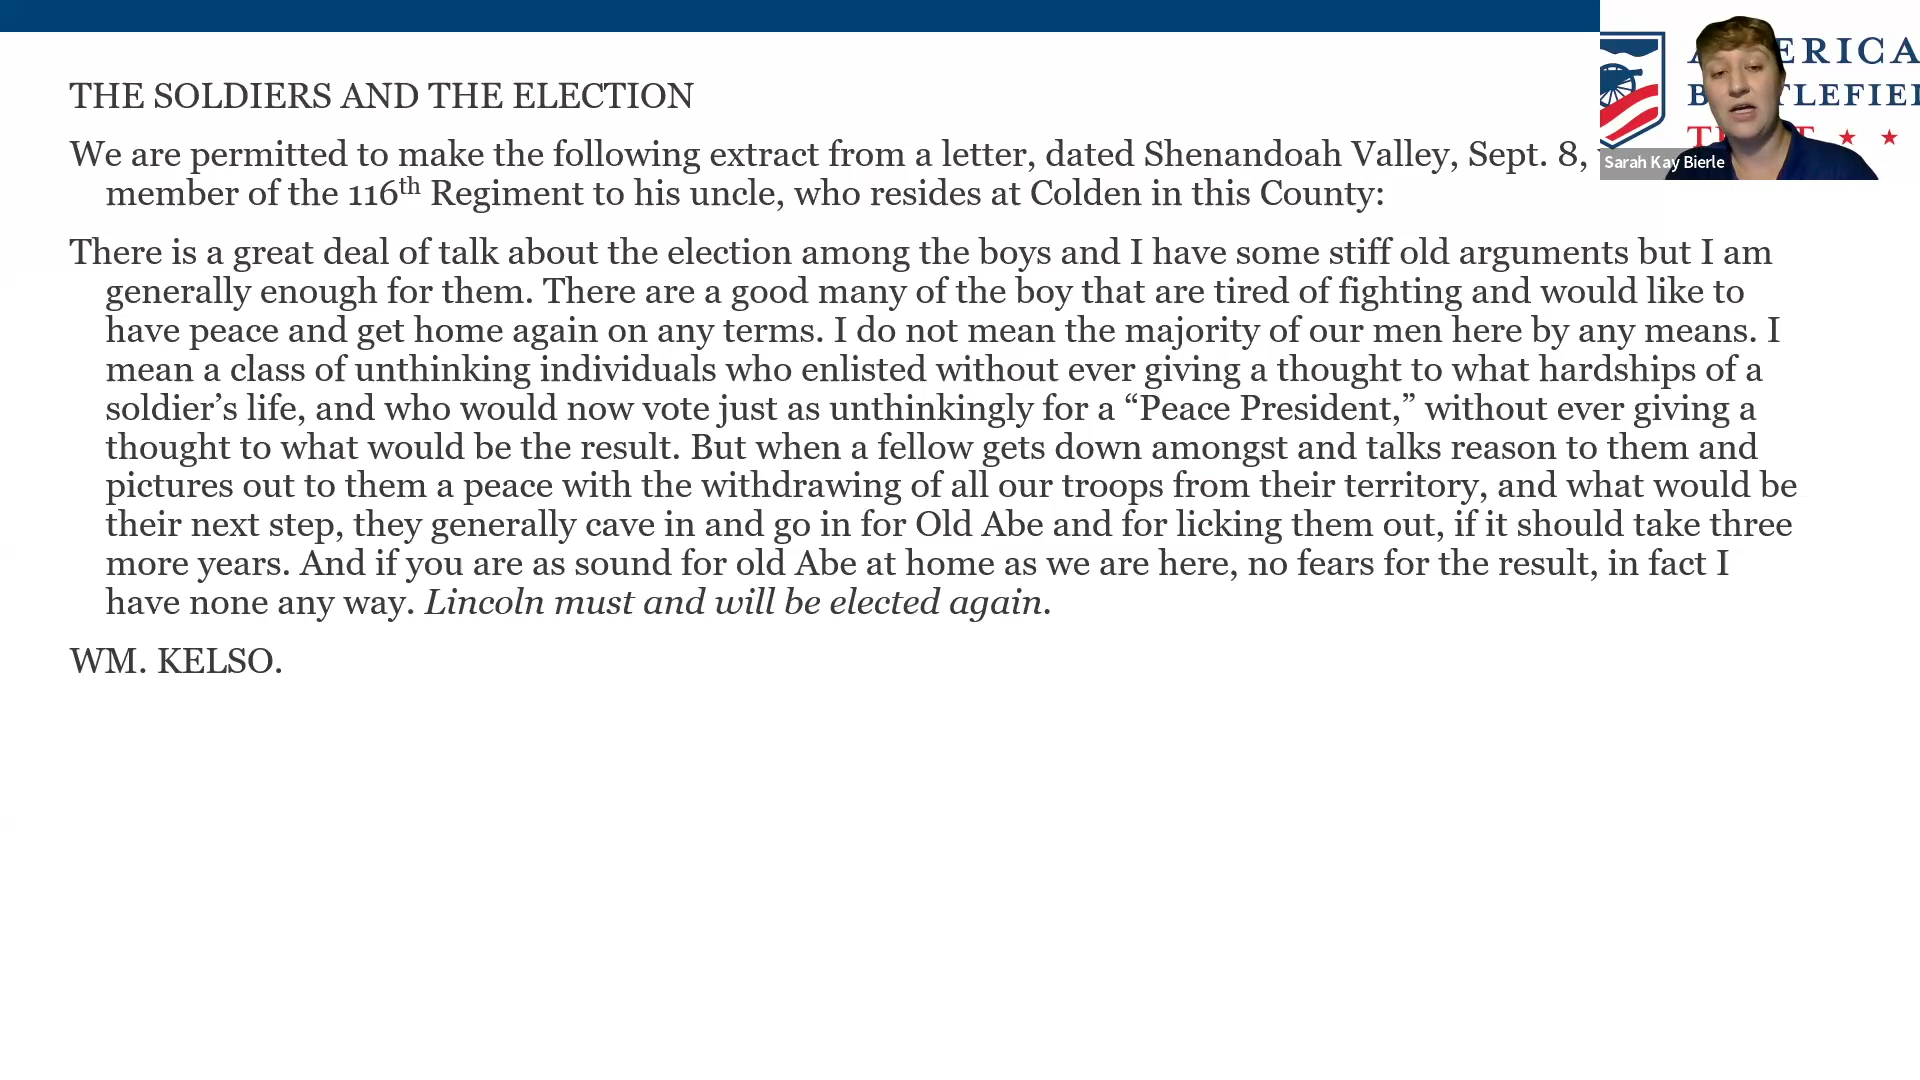 THE SOLDIERS AND THE ELECTION
We are permitted to make the following extract from a letter, dated Shenandoah Valley, Sept. 8,
member of the 116th Regiment to his uncle, who resides at Colden in this County:
There is a great deal of talk about the election among the boys and I have some stiff old arguments but I am
generally enough for them. There are a good many of the boy that are tired of fighting and would like to
have peace and get home again on any terms. I do not mean the majority of our men here by any means. I
mean a class of unthinking individuals who enlisted without ever giving a thought to what hardships of a
soldier’s life, and who would now vote just as unthinkingly for a “Peace President,” without ever giving a
thought to what would be the result. But when a fellow gets down amongst and talks reason to them and
pictures out to them a peace with the withdrawing of all our troops from their territory, and what would be
their next step, they generally cave in and go in for Old Abe and for licking them out, if it should take three
more years. And if you are as sound for old Abe at home as we are here, no fears for the result, in fact I
have none any way. Lincoln must and will be elected again.
WM. KELSO.
Sarah Kay Bierle